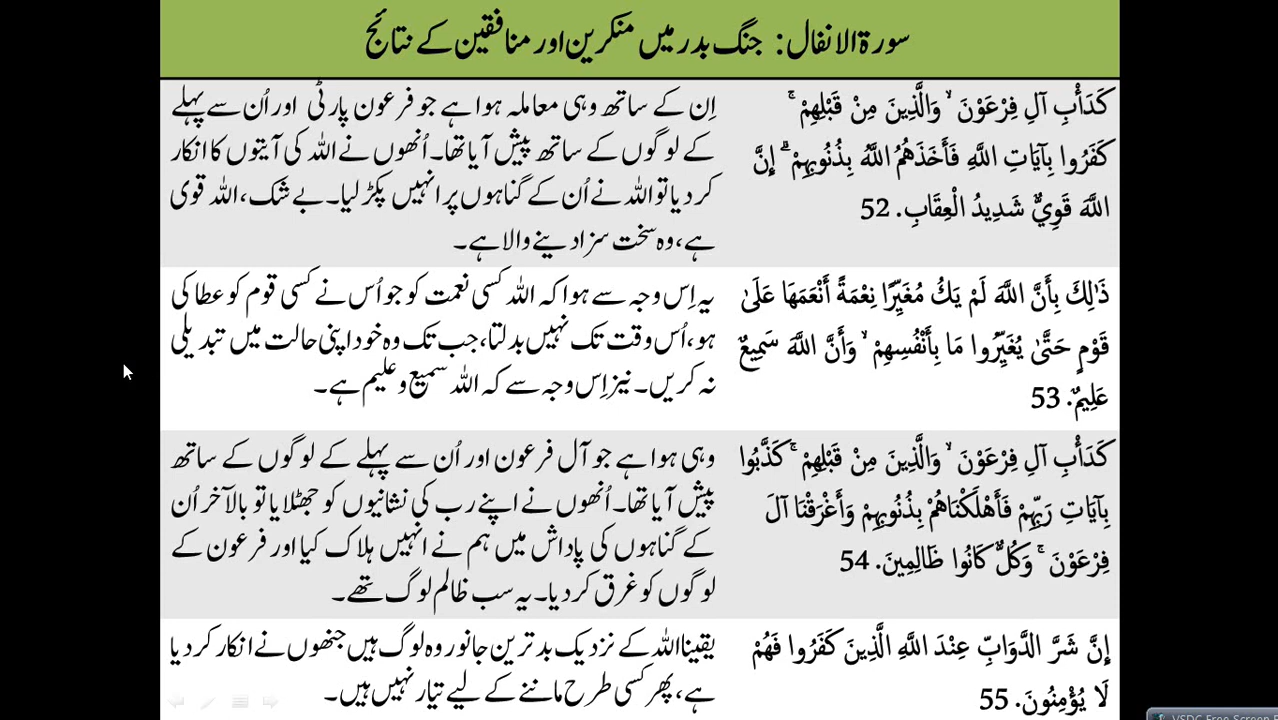 سورۃ الانفال: جنگ بدر میں منکرین اور منافقین کے نتائج
كَدَأْبِ آلِ فِرْعَوْنَ ۙ وَالَّذِينَ مِنْ قَبْلِهِمْ ۚ
كَفَرُوا بِآيَاتِ اللَّهِ فَأَخَذَهُمُ اللَّهُ بِذُنُوبِهِمْ ۗ إِنَّ
اللَّهَ قَوِيٌّ شَدِيدُ الْعِقَابِ. 52
اِن کے ساتھ وہی معاملہ ہوا ہے جو فرعون پارٹی اور اُن سے پہلے
کے لوگوں کے ساتھ پیش آیا تھا۔ اُنھوں نے اللہ کی آیتوں کا انکار
کر دیا تو اللہ نے اُن کے گناہوں پر انہیں پکڑ لیا۔ بے شک، اللہ قوی
ہے، وہ سخت سزا دینے والا ہے۔
ذَٰلِكَ بِأَنَّ اللَّهَ لَمْ يَكُ مُغَيِّرًا نِعْمَةً أَنْعَمَهَا عَلَىٰ
قَوْمٍ حَتَّىٰ يُغَيِّرُوا مَا بِأَنْفُسِهِمْ ۙ وَأَنَّ اللَّهَ سَمِيعٌ
عَلِيمٌ. 53
یہ اِس وجہ سے ہوا کہ اللہ کسی نعمت کو جو اُس نے کسی قوم کو عطا کی
ہو، اُس وقت تک نہیں بدلتا، جب تک وہ خود اپنی حالت میں تبدیلی
نہ کریں۔ نیز اِس وجہ سے کہ اللہ سمیع و علیم ہے۔
كَدَأْبِ آلِ فِرْعَوْنَ ۙ وَالَّذِينَ مِنْ قَبْلِهِمْ ۚ كَذَّبُوا
بِآيَاتِ رَبِّهِمْ فَأَهْلَكْنَاهُمْ بِذُنُوبِهِمْ وَأَغْرَقْنَا آلَ
فِرْعَوْنَ ۚ وَكُلٌّ كَانُوا ظَالِمِينَ. 54
وہی ہوا ہے جو آل فرعون اور اُن سے پہلے کے لوگوں کے ساتھ
پیش آیا تھا۔ اُنھوں نے اپنے رب کی نشانیوں کو جھٹلایا تو بالآخر اُن
کے گناہوں کی پاداش میں ہم نے انہیں ہلاک کیا اور فرعون کے
لوگوں کو غرق کر دیا۔ یہ سب ظالم لوگ تھے۔
إِنَّ شَرَّ الدَّوَابِّ عِنْدَ اللَّهِ الَّذِينَ كَفَرُوا فَهُمْ
لَا يُؤْمِنُونَ. 55
یقینا اللہ کے نزدیک بدترین جانور وہ لوگ ہیں جنھوں نے انکار کر دیا
ہے، پھر کسی طرح ماننے کے لیے تیار نہیں ہیں۔
VSDC Free Screen